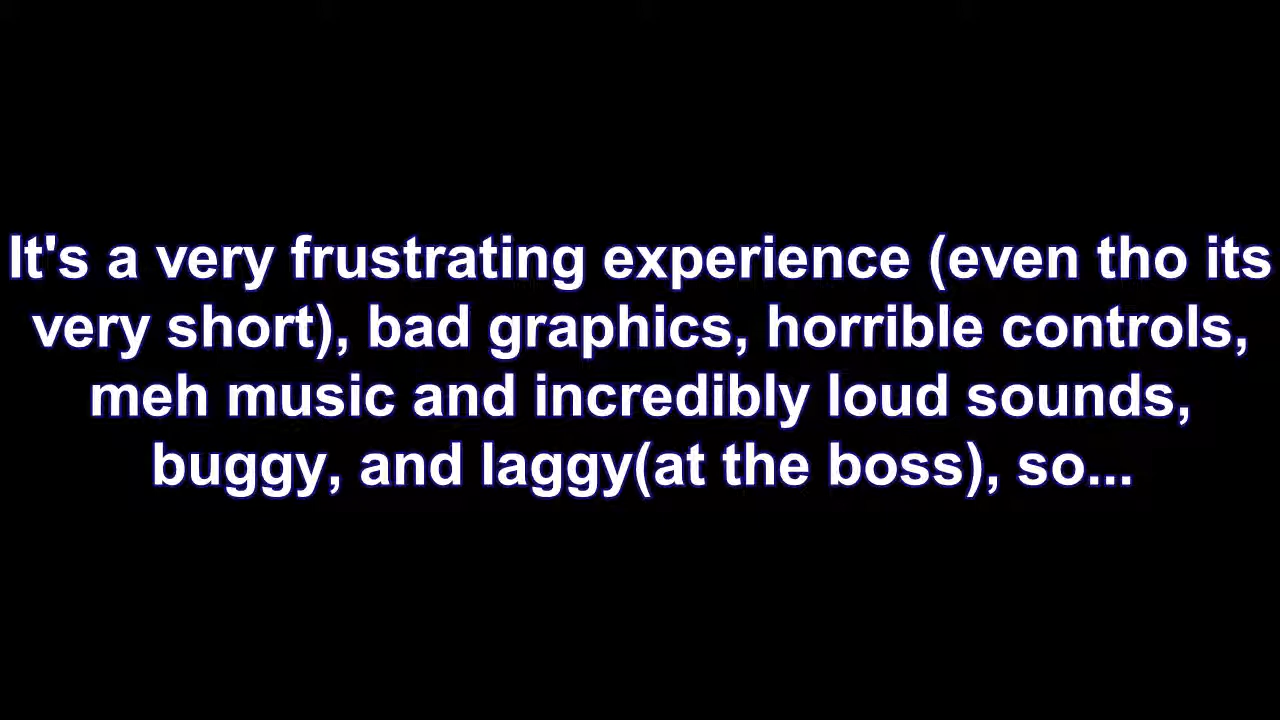 It's a very frustrating experience (even tho its
very short), bad graphics, horrible controls,
meh music and incredibly loud sounds,
buggy, and laggy(at the boss), so...